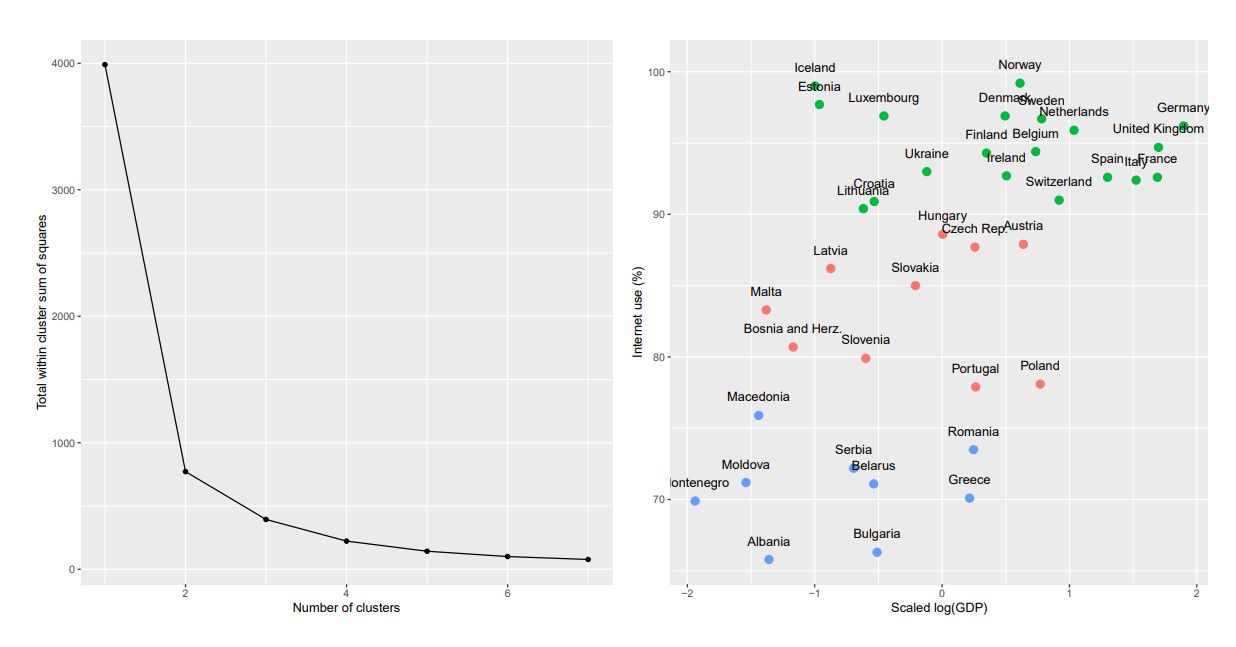 4000
3000
2000
1000
0
2
4
6
Number of clusters
Total within cluster sum of squares
Internet use (%)
100
90
80
70
Iceland
Norway
Estonia
Luxembourg
Denmark
Sweden
Netherlands
Germany
United Kingdom
Finland
Belgium
Ukraine
Ireland
Spain
Italy
France
Croatia
Lithuania
Switzerland
Hungary
Czech Rep.
Austria
Latvia
Slovakia
Malta
Bosnia and Herz.
Slovenia
Portugal
Poland
Macedonia
Romania
Serbia
Moldova
Belarus
ontenegro
Greece
Bulgaria
Albania
−2
−1
0
1
2
Scaled log(GDP)